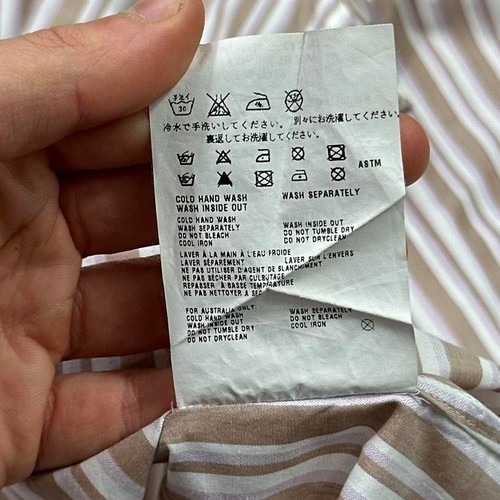 手洗イ
30
冷水で手洗いしてください。 別々にお洗濯してください。
裏返してお洗濯してください。
ASTM
COLD HAND WASH WASH SEPARATELY
WASH INSIDE OUT
COLD HAND WASH WASH INSIDE OUT
WASH SEPARATELY DO NOT TUMBLE DRY
DO NOT BLEACH DO NOT DRYCLEAN
COOL IRON
LAVER À LA MAIN À L'EAU FROIDE
LAVER SÉPARÉMENT LAVER SUR L'ENVERS
NE PAS UTILISER D'AGENT DE BLANCHIMENT
NE PAS SÉCHER PAR CULBUTAGE
REPASSER À BASSE TEMPÉRATURE
NE PAS NETTOYER À SEC
FOR AUSTRALIA ONLY:
COLD HAND WASH WASH SEPARATELY
WASH INSIDE OUT DO NOT BLEACH
DO NOT TUMBLE DRY COOL IRON
DO NOT DRYCLEAN